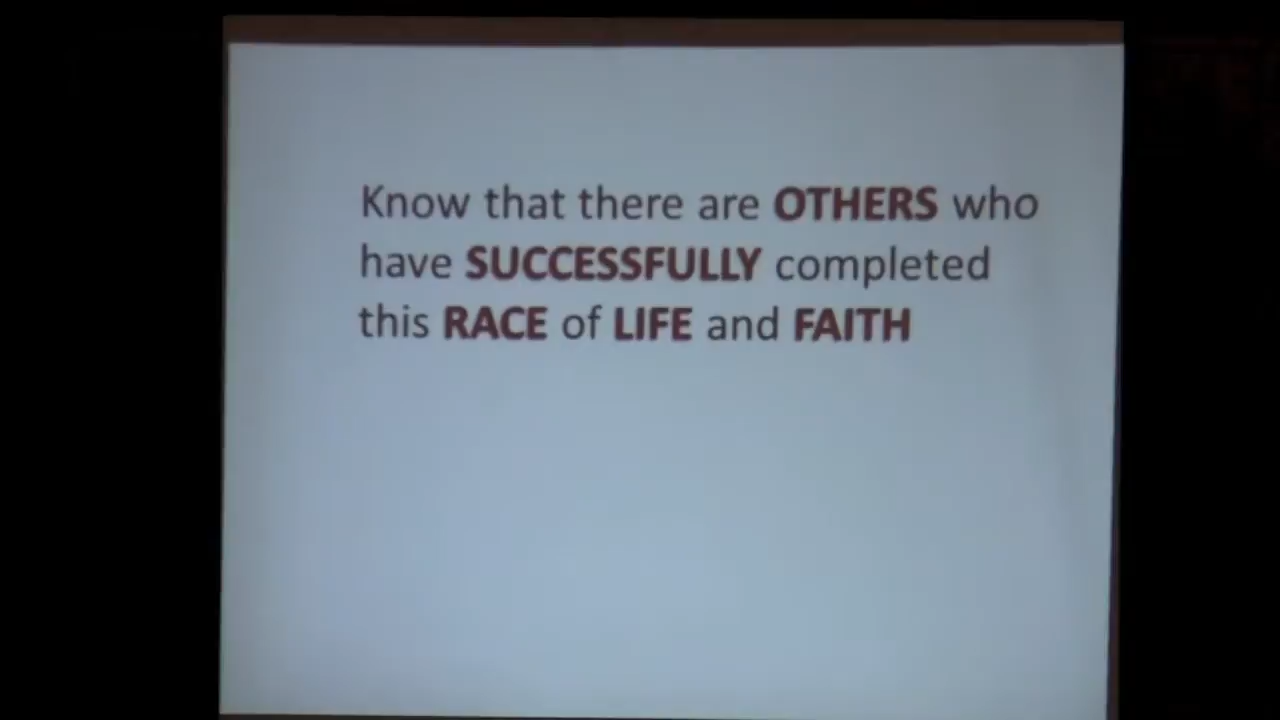 Know that there are OTHERS who
have SUCCESSFULLY completed
this RACE of LIFE and FAITH